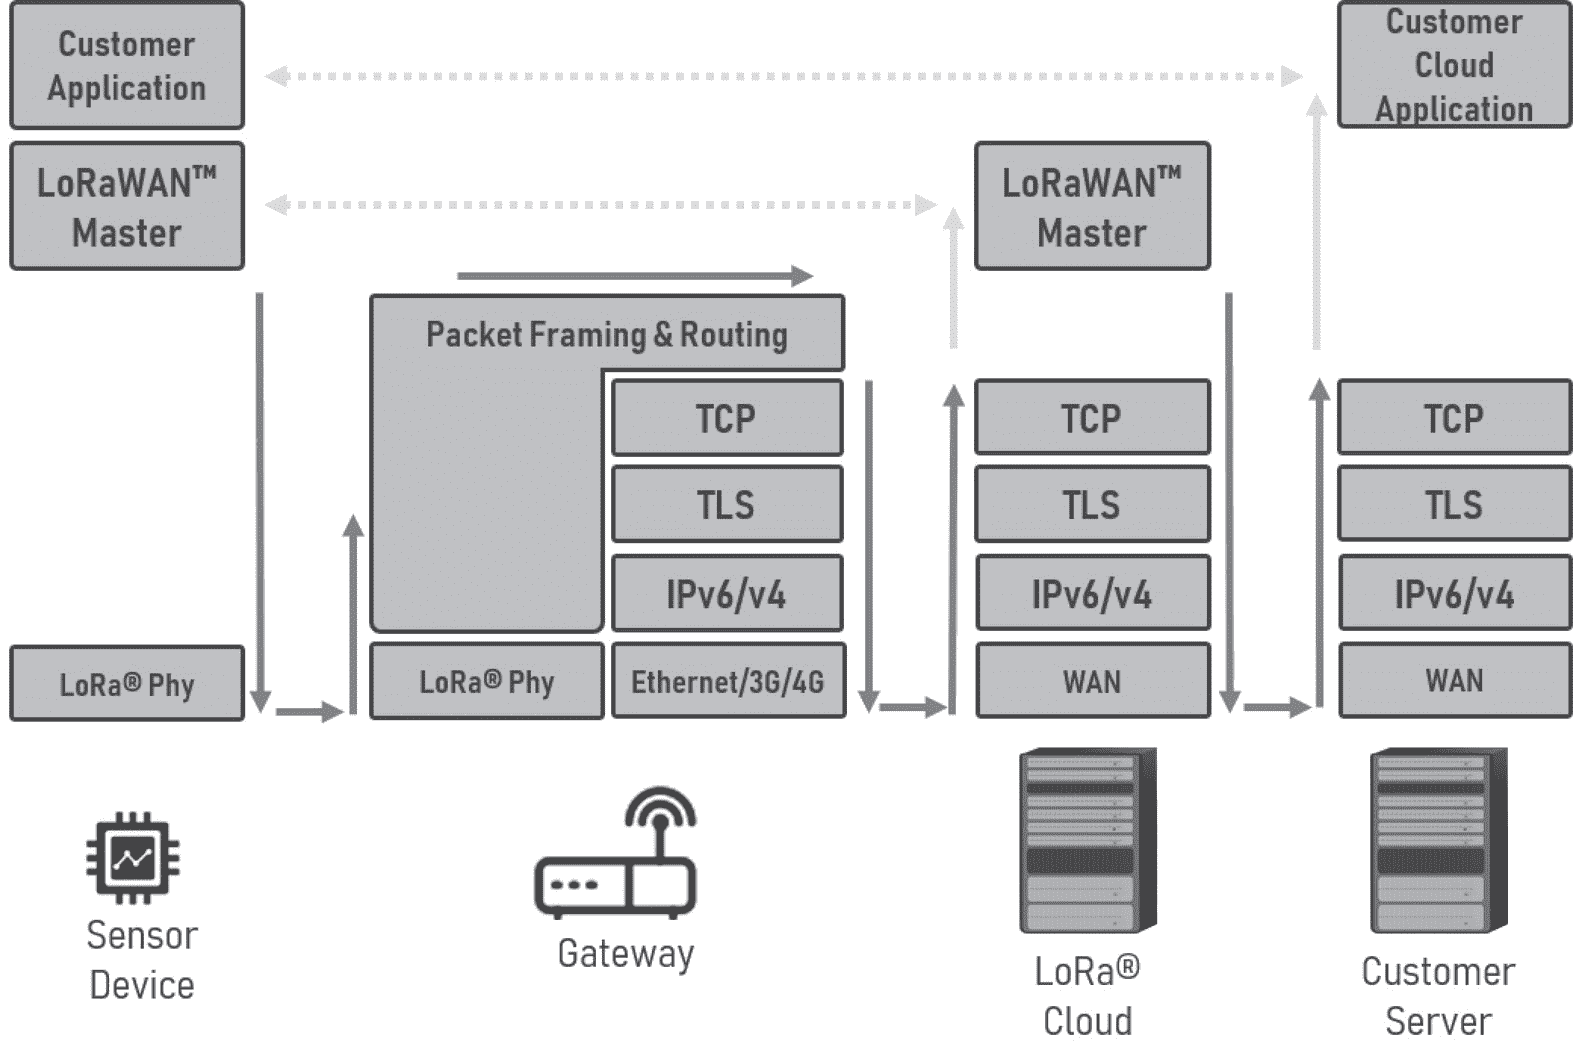 Customer
Application
LoRaWAN™
Master
LoRa® Phy
Sensor
Device
Packet Framing & Routing
TCP
TLS
IPv6/v4
LoRa® Phy
Ethernet/3G/4G
Gateway
LoRaWAN™
Master
TCP
TLS
IPv6/v4
WAN
LoRa®
Cloud
Customer
Cloud
Application
TCP
TLS
IPv6/v4
WAN
Customer
Server